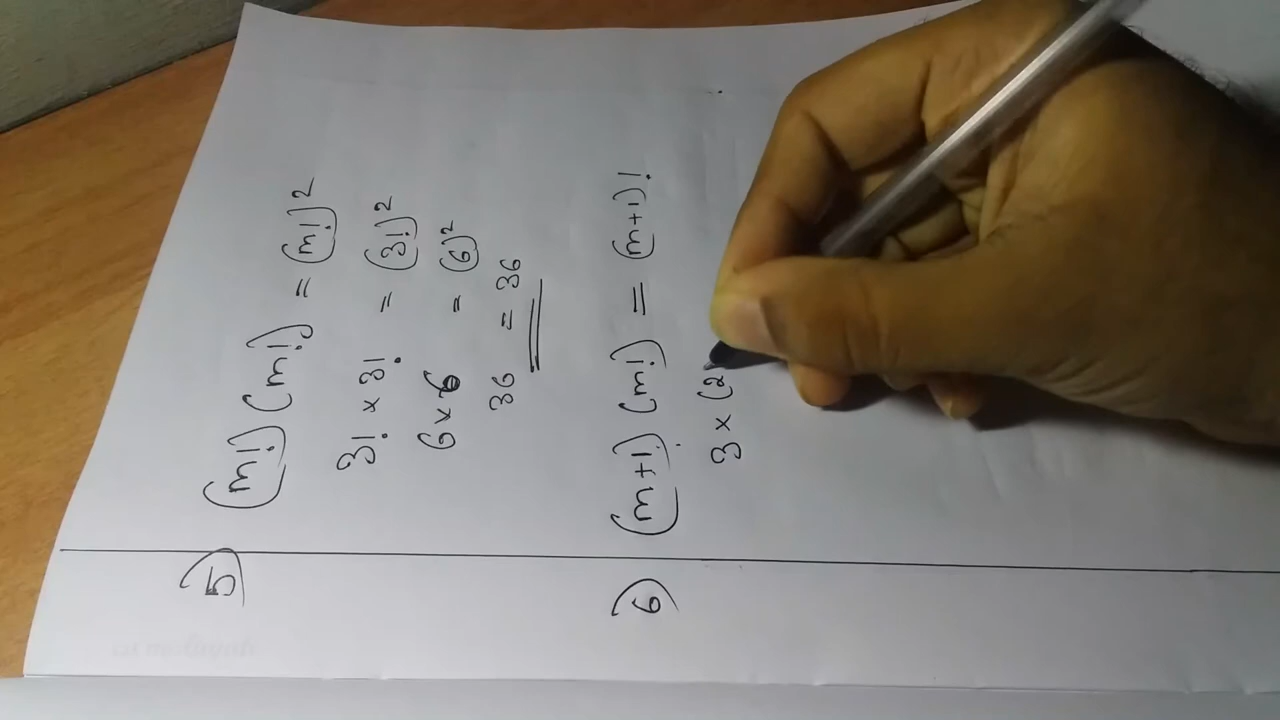 5) (m!) (m!) = (m!)²
3! × 3! = (3!)²
6 × 6 = (6)²
36 = 36
6) (m+1) (m!) = (m+1)!
3 × (2